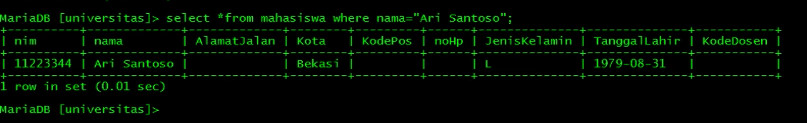 MariaDB [universitas]> select *from mahasiswa where nama="Ari Santoso";
+----------+-------------+-------------+--------+---------+------+--------------+--------------+-----------+
| nim | nama | AlamatJalan | Kota | KodePos | noHp | JenisKelamin | TanggalLahir | KodeDosen |
+----------+-------------+-------------+--------+---------+------+--------------+--------------+-----------+
| 11223344 | Ari Santoso | | Bekasi | | | L | 1979-08-31 | |
+----------+-------------+-------------+--------+---------+------+--------------+--------------+-----------+
1 row in set (0.01 sec)
MariaDB [universitas]>